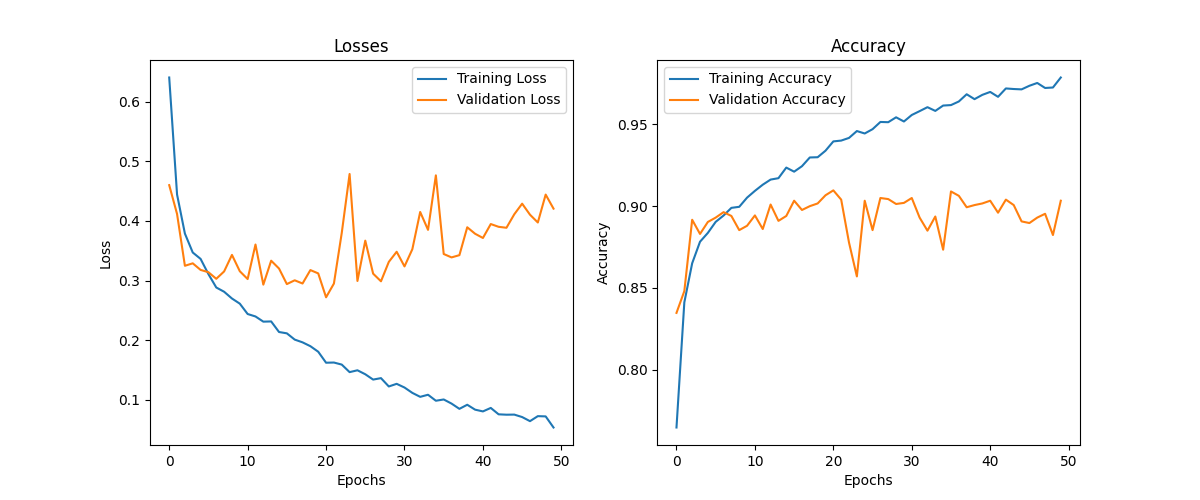 Losses
Training Loss
Validation Loss
Loss
0.6
0.5
0.4
0.3
0.2
0.1
0 10 20 30 40 50
Epochs
Accuracy
Training Accuracy
Validation Accuracy
Accuracy
0.95
0.90
0.85
0.80
0 10 20 30 40 50
Epochs